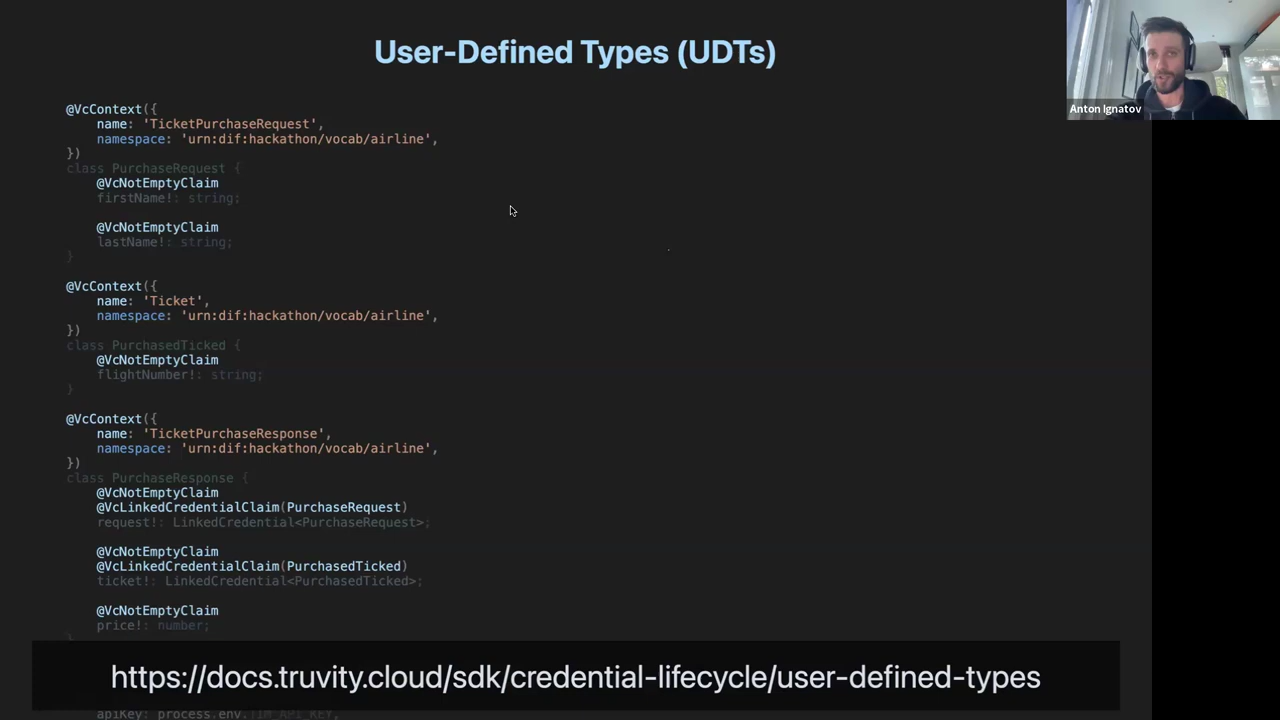 User-Defined Types (UDTs)
Anton Ignatov
@VcContext({
name: 'TicketPurchaseRequest',
namespace: 'urn:dif:hackathon/vocab/airline',
})
class PurchaseRequest {
@VcNotEmptyClaim
firstName!: string;
@VcNotEmptyClaim
lastName!: string;
}
@VcContext({
name: 'Ticket',
namespace: 'urn:dif:hackathon/vocab/airline',
})
class PurchasedTicked {
@VcNotEmptyClaim
flightNumber!: string;
}
@VcContext({
name: 'TicketPurchaseResponse',
namespace: 'urn:dif:hackathon/vocab/airline',
})
class PurchaseResponse {
@VcNotEmptyClaim
@VcLinkedCredentialClaim(PurchaseRequest)
request!: LinkedCredential<PurchaseRequest>;
@VcNotEmptyClaim
@VcLinkedCredentialClaim(PurchasedTicked)
ticket!: LinkedCredential<PurchasedTicked>;
@VcNotEmptyClaim
price!: number;
}
https://docs.truvity.cloud/sdk/credential-lifecycle/user-defined-types
apiKey: process.env.TIM_API_KEY,